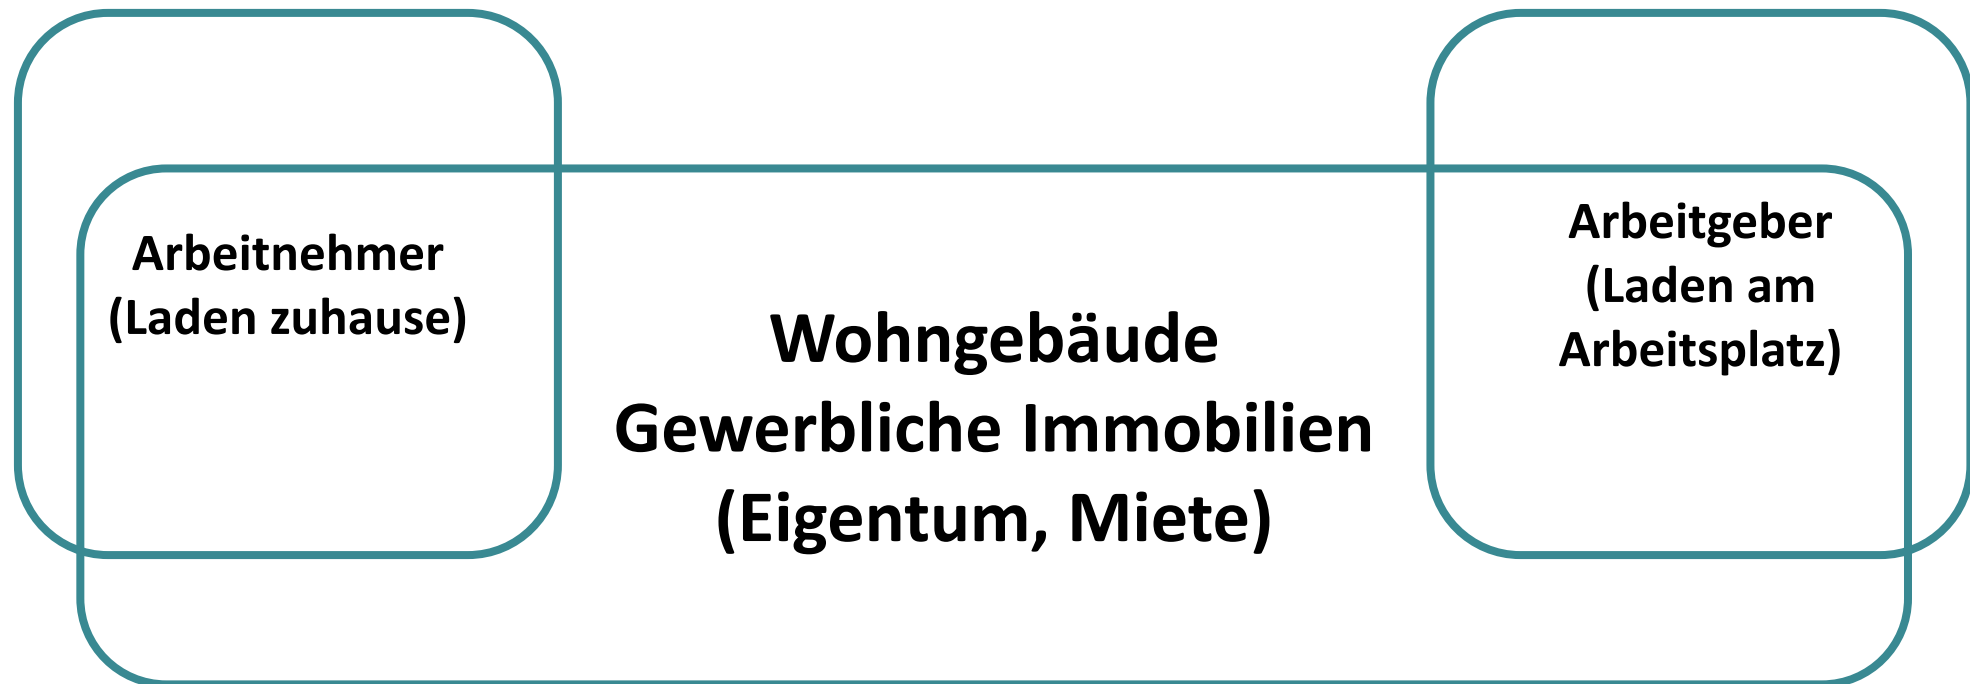 Arbeitnehmer
(Laden zuhause)
Wohngebäude
Gewerbliche Immobilien
(Eigentum, Miete)
Arbeitgeber
(Laden am
Arbeitsplatz)